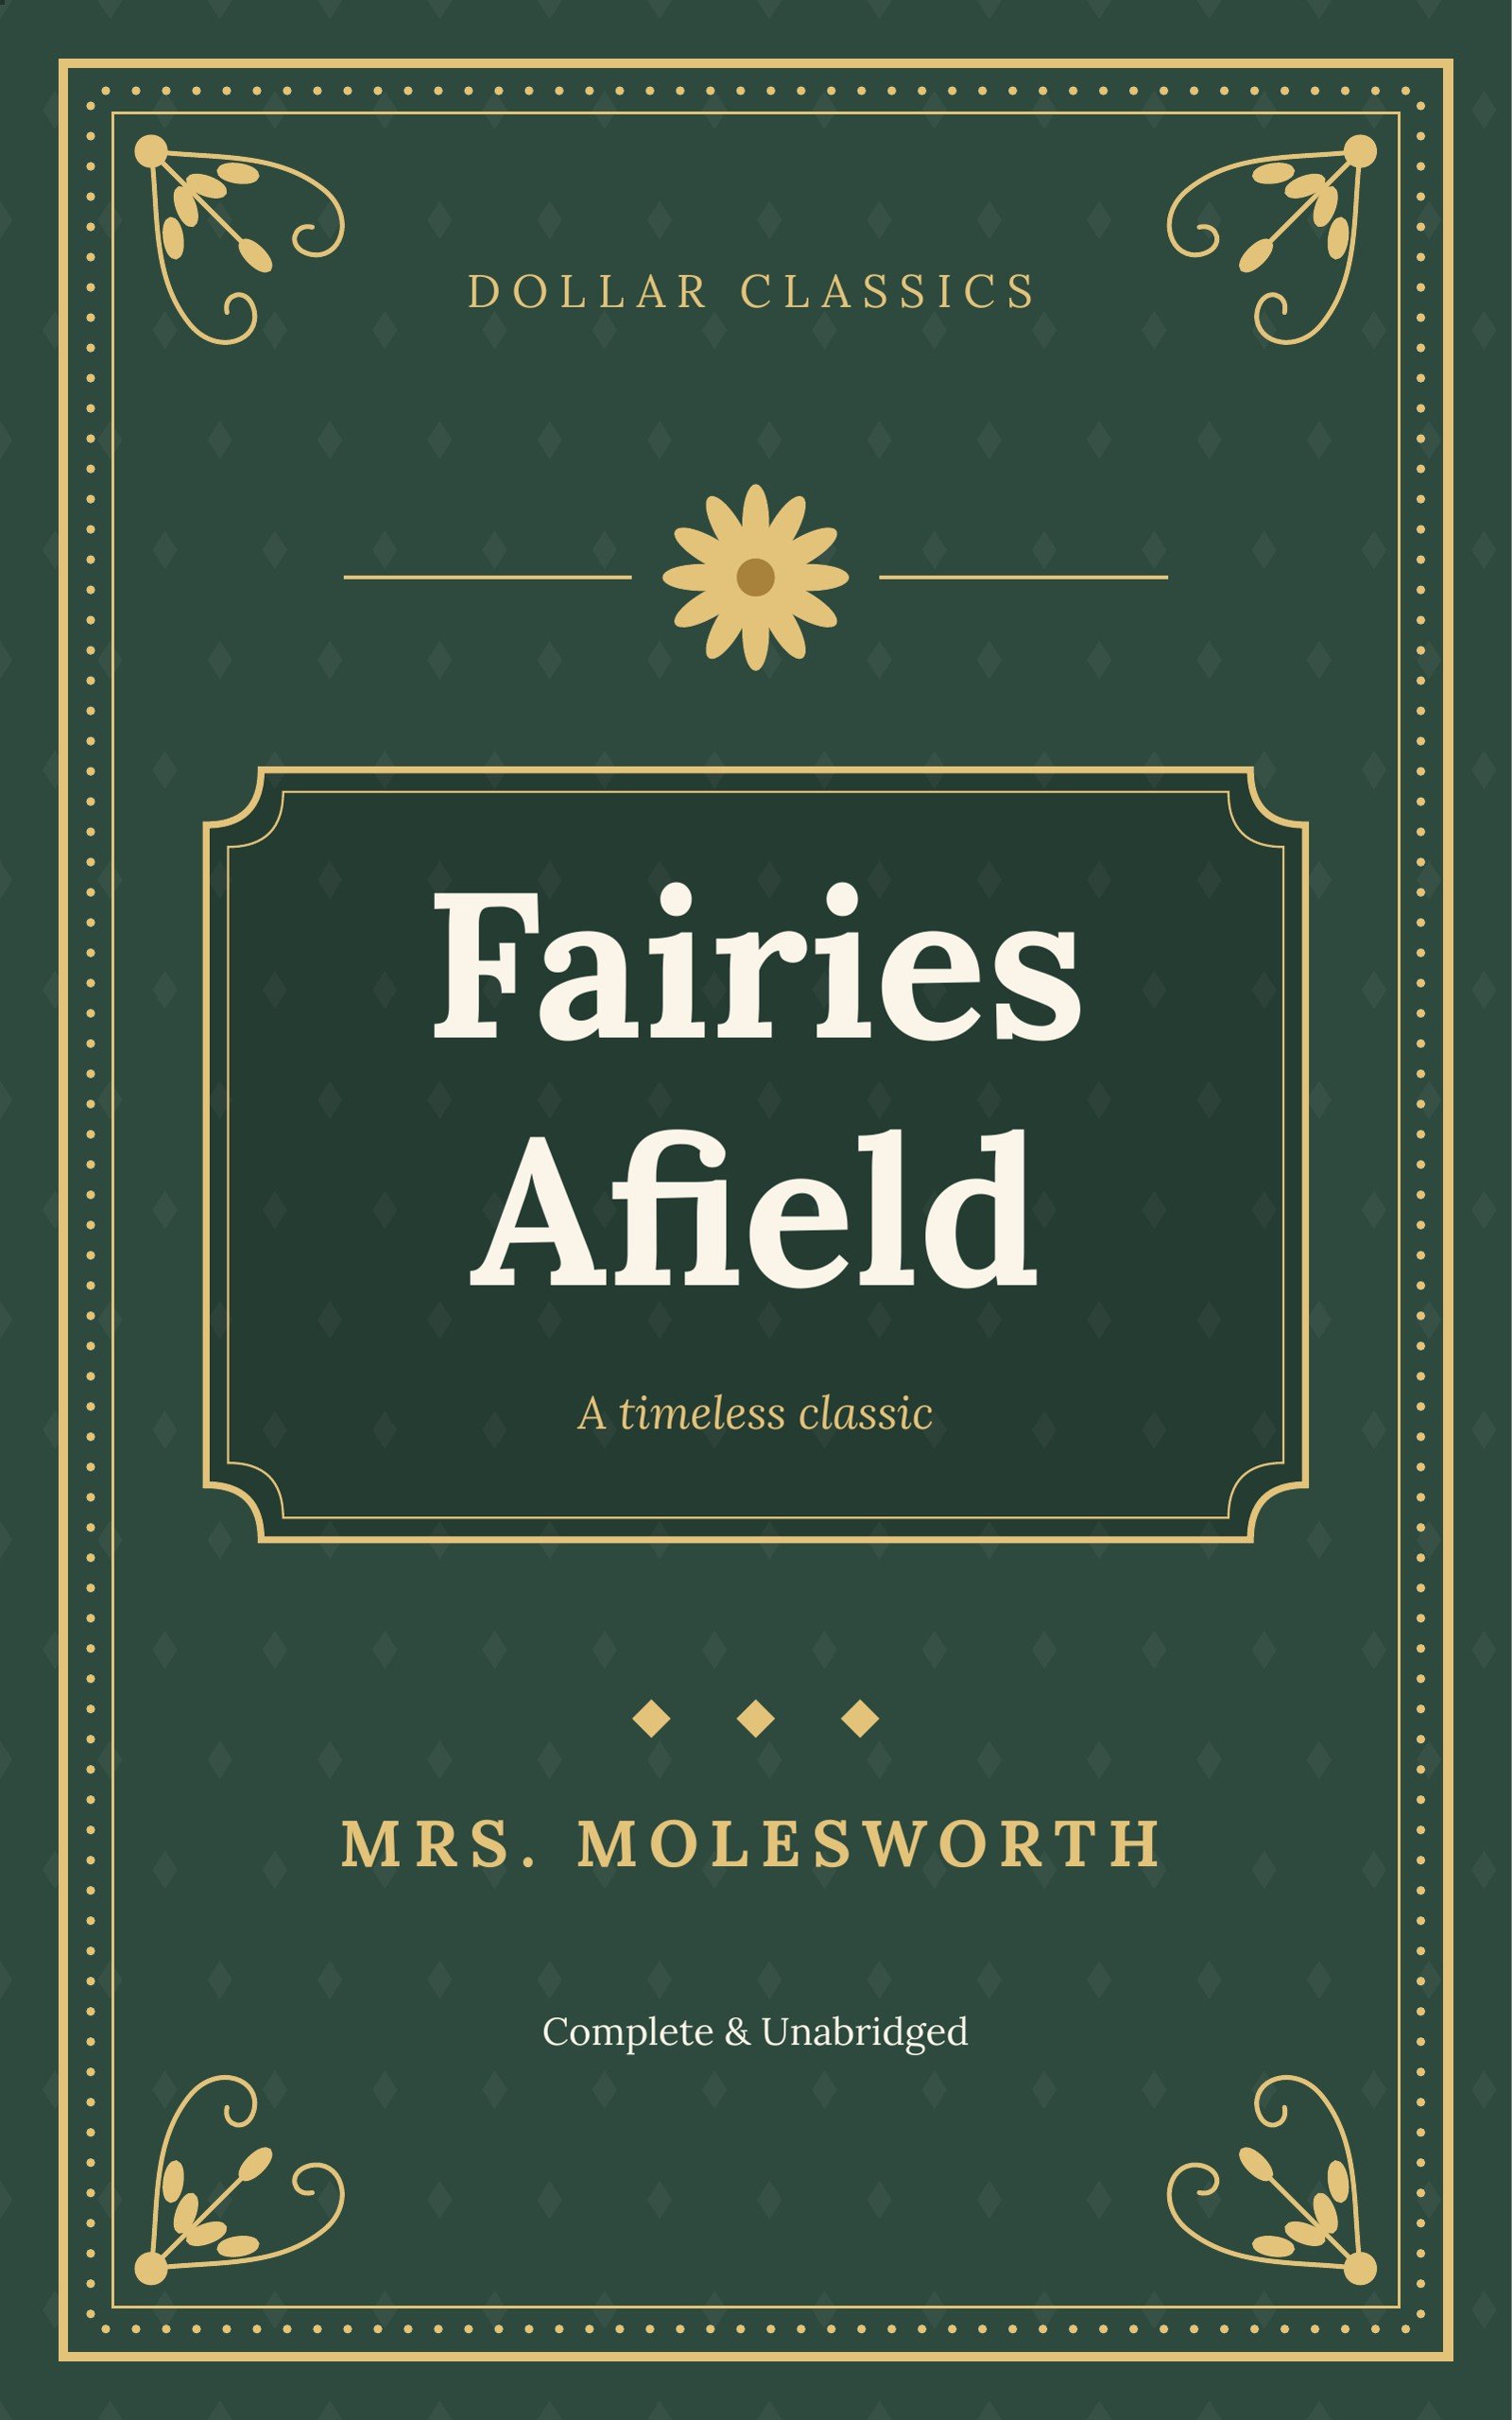 DOLLAR CLASSICS
Fairies
Afield
A timeless classic
MRS. MOLESWORTH
Complete & Unabridged